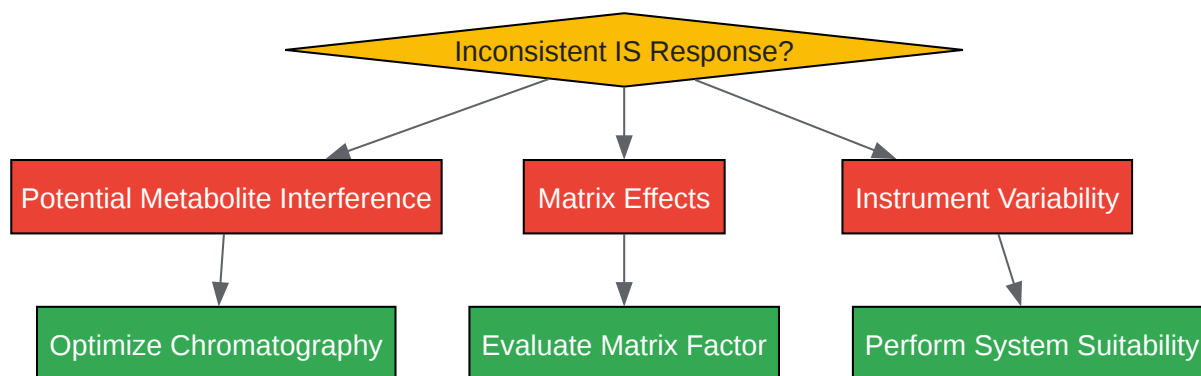 Inconsistent IS Response?
Potential Metabolite Interference
Matrix Effects
Instrument Variability
Optimize Chromatography
Evaluate Matrix Factor
Perform System Suitability